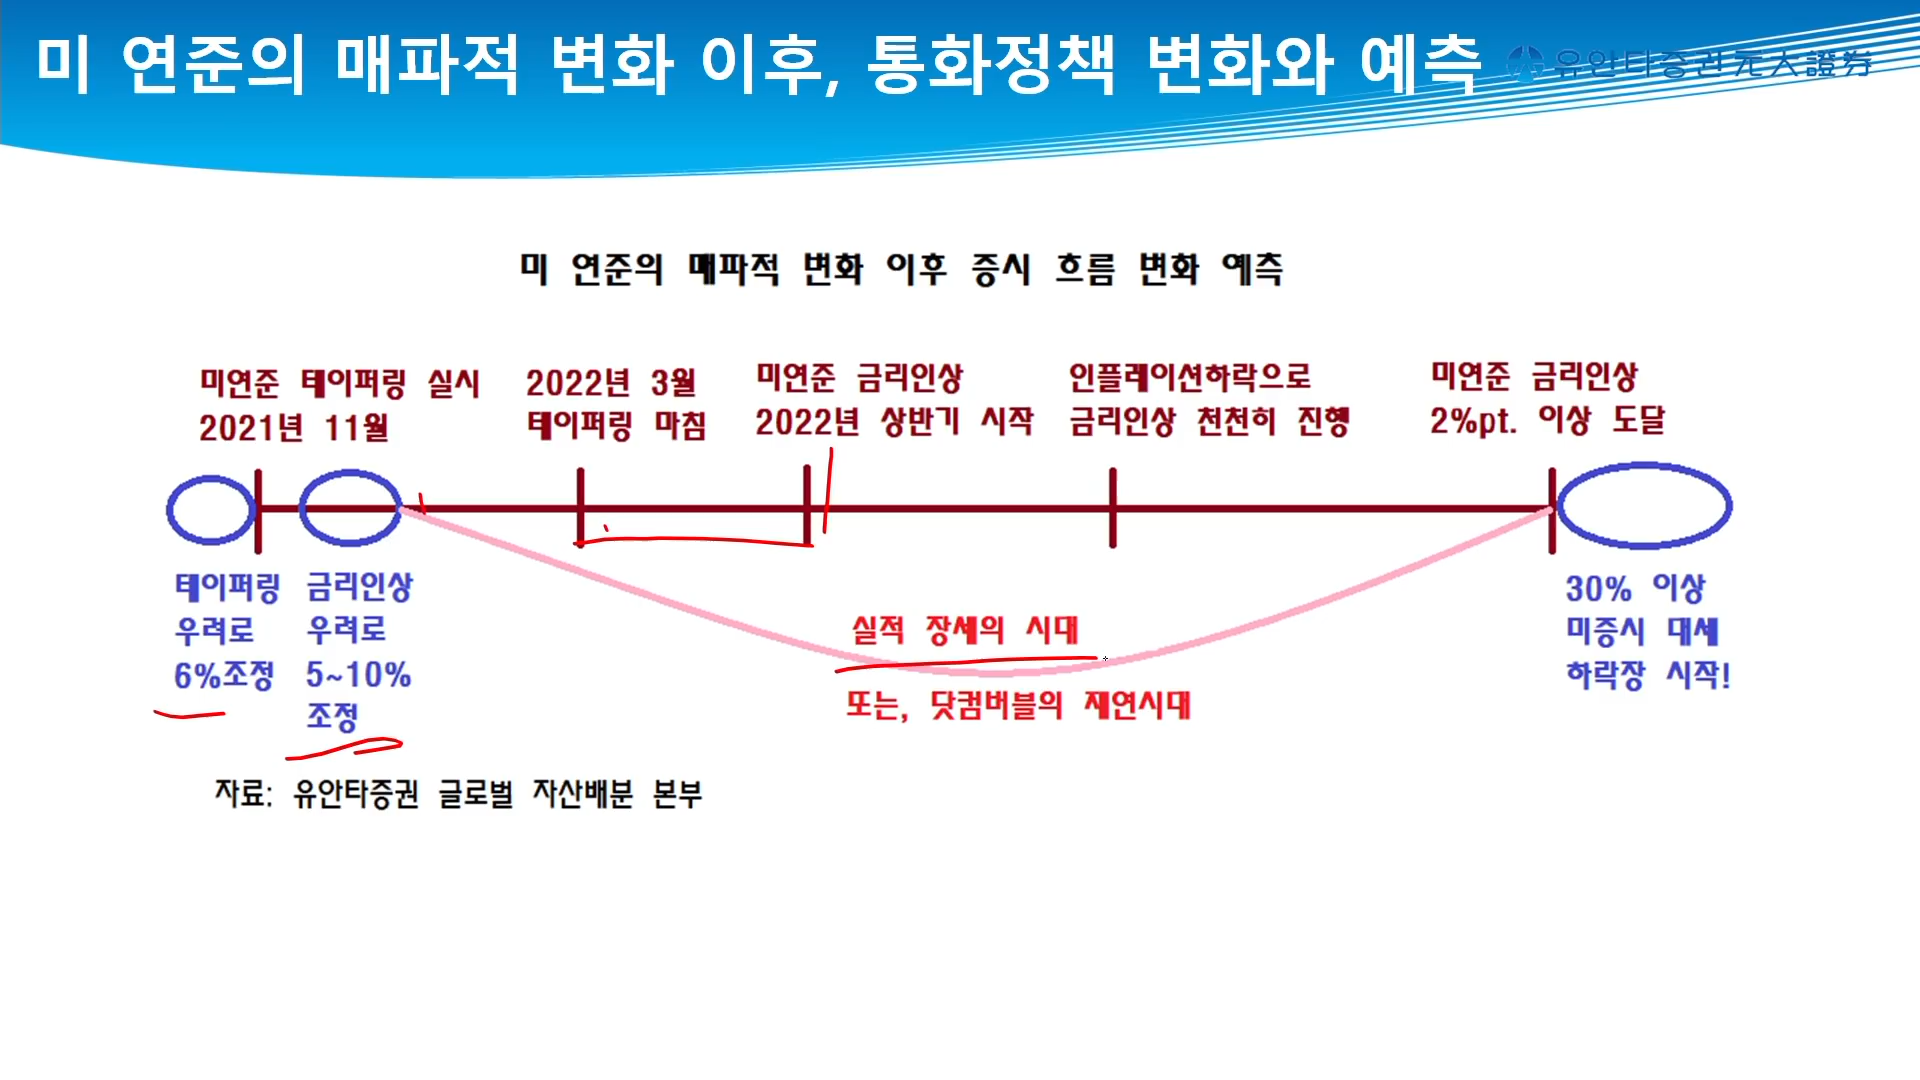 미 연준의 매파적 변화 이후, 통화정책 변화와 예측
유안타증권 元大證券
미 연준의 매파적 변화 이후 증시 흐름 변화 예측
미연준 테이퍼링 실시
2021년 11월
2022년 3월
테이퍼링 마침
미연준 금리인상
2022년 상반기 시작
인플레이션하락으로
금리인상 천천히 진행
미연준 금리인상
2%pt. 이상 도달
테이퍼링
우려로
6%조정
금리인상
우려로
5~10%
조정
실적 장세의 시대
또는, 닷컴버블의 재연시대
30% 이상
미증시 대세
하락장 시작!
자료: 유안타증권 글로벌 자산배분 본부